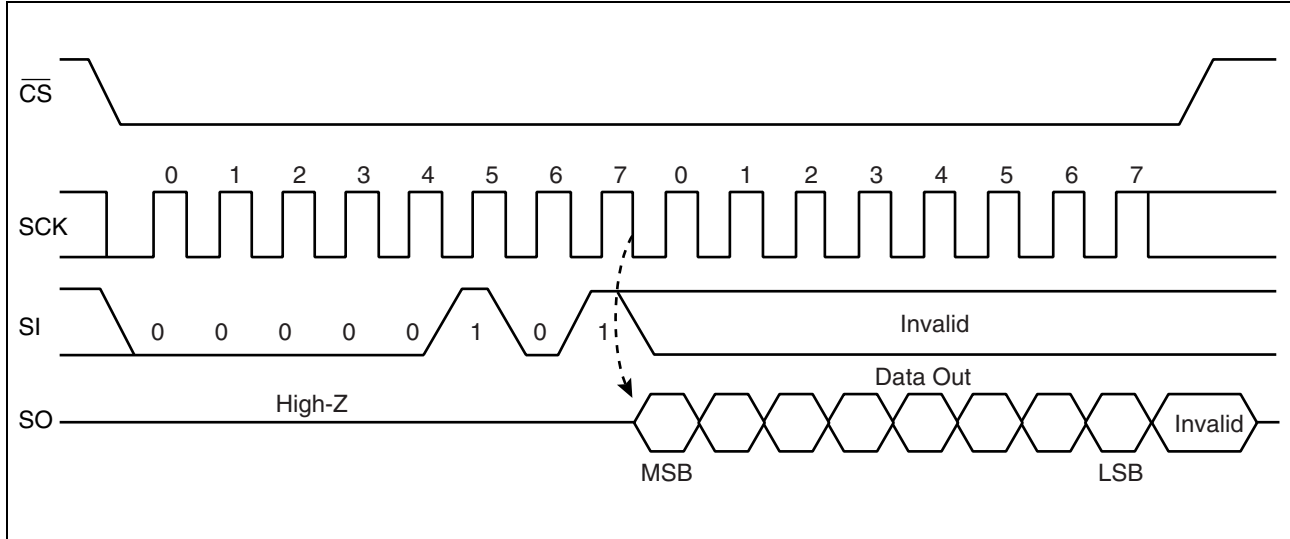 CS
0 1 2 3 4 5 6 7 0 1 2 3 4 5 6 7
SCK
SI 0 0 0 0 0 1 0 1 Invalid
Data Out
High-Z
SO Invalid
MSB LSB